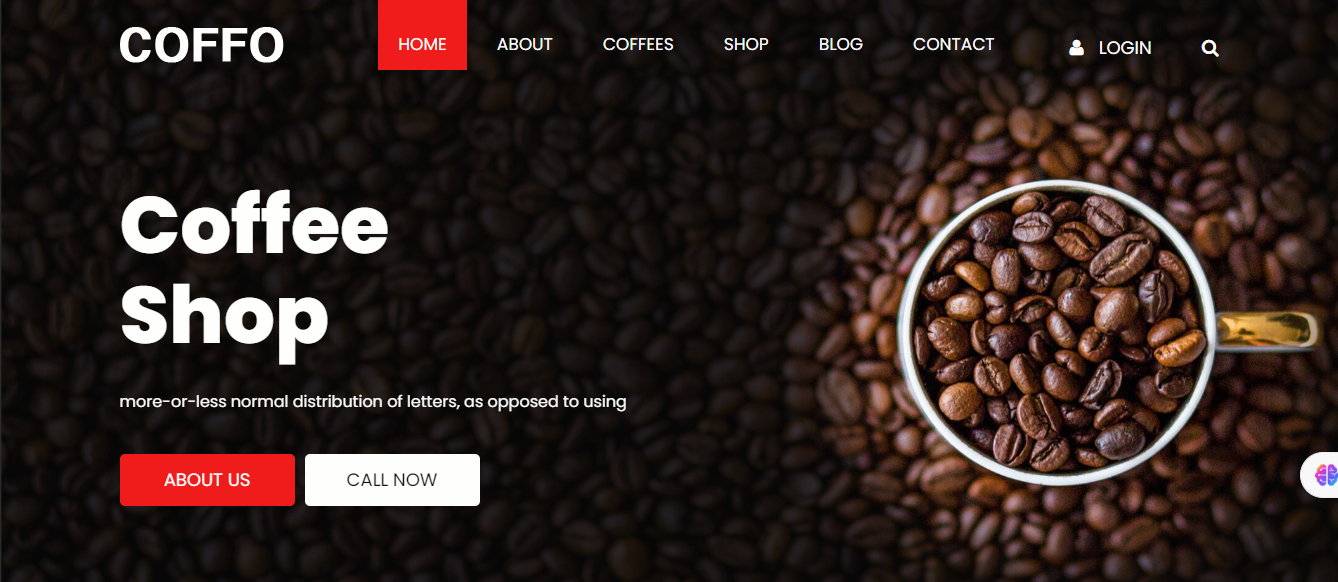 COFFO HOME ABOUT COFFEES SHOP BLOG CONTACT LOGIN
Coffee
Shop
more-or-less normal distribution of letters, as opposed to using
ABOUT US CALL NOW